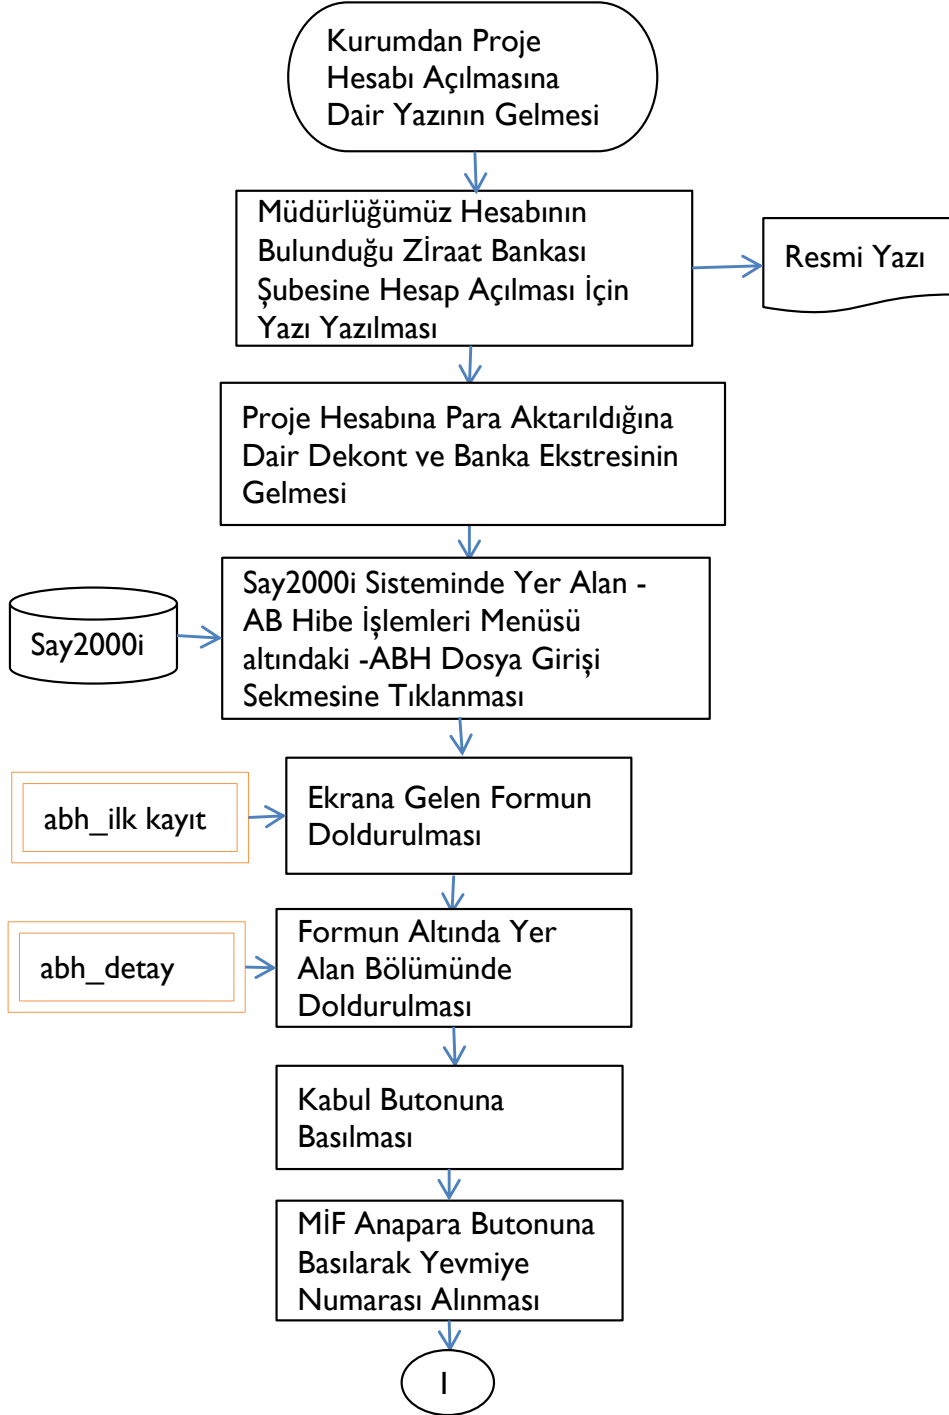 Kurumdan Proje
Hesabı Açılmasına
Dair Yazının Gelmesi
Müdürlüğümüz Hesabının
Bulunduğu Zİraat Bankası
Şubesine Hesap Açılması İçin
Yazı Yazılması
Resmi Yazı
Proje Hesabına Para Aktarıldığına
Dair Dekont ve Banka Ekstresinin
Gelmesi
Say2000i Sisteminde Yer Alan -
AB Hibe İşlemleri Menüsü
altındaki -ABH Dosya Girişi
Sekmesine Tıklanması
Say2000i
Ekrana Gelen Formun
Doldurulması
abh_ilk kayıt
Formun Altında Yer
Alan Bölümünde
Doldurulması
abh_detay
Kabul Butonuna
Basılması
MİF Anapara Butonuna
Basılarak Yevmiye
Numarası Alınması
I